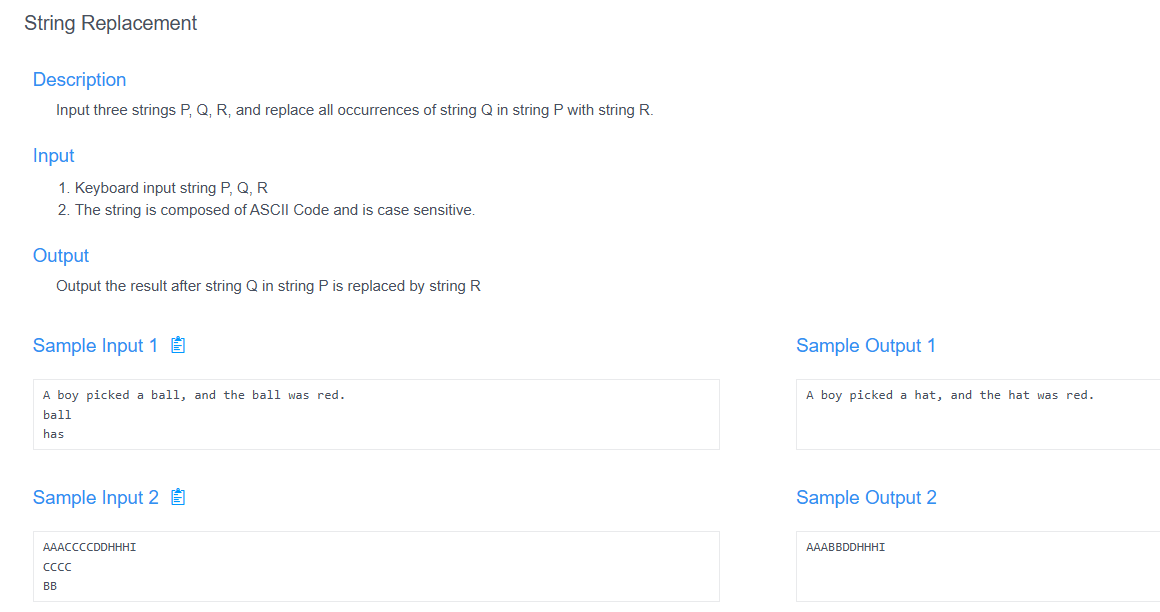 String Replacement
Description
Input three strings P, Q, R, and replace all occurrences of string Q in string P with string R.
Input
1. Keyboard input string P, Q, R
2. The string is composed of ASCII Code and is case sensitive.
Output
Output the result after string Q in string P is replaced by string R
Sample Input 1
Sample Output 1
A boy picked a ball, and the ball was red.
ball
has
A boy picked a hat, and the hat was red.
Sample Input 2
Sample Output 2
AAACCCCDDHHHI
CCCC
BB
AAABBDDHHHI